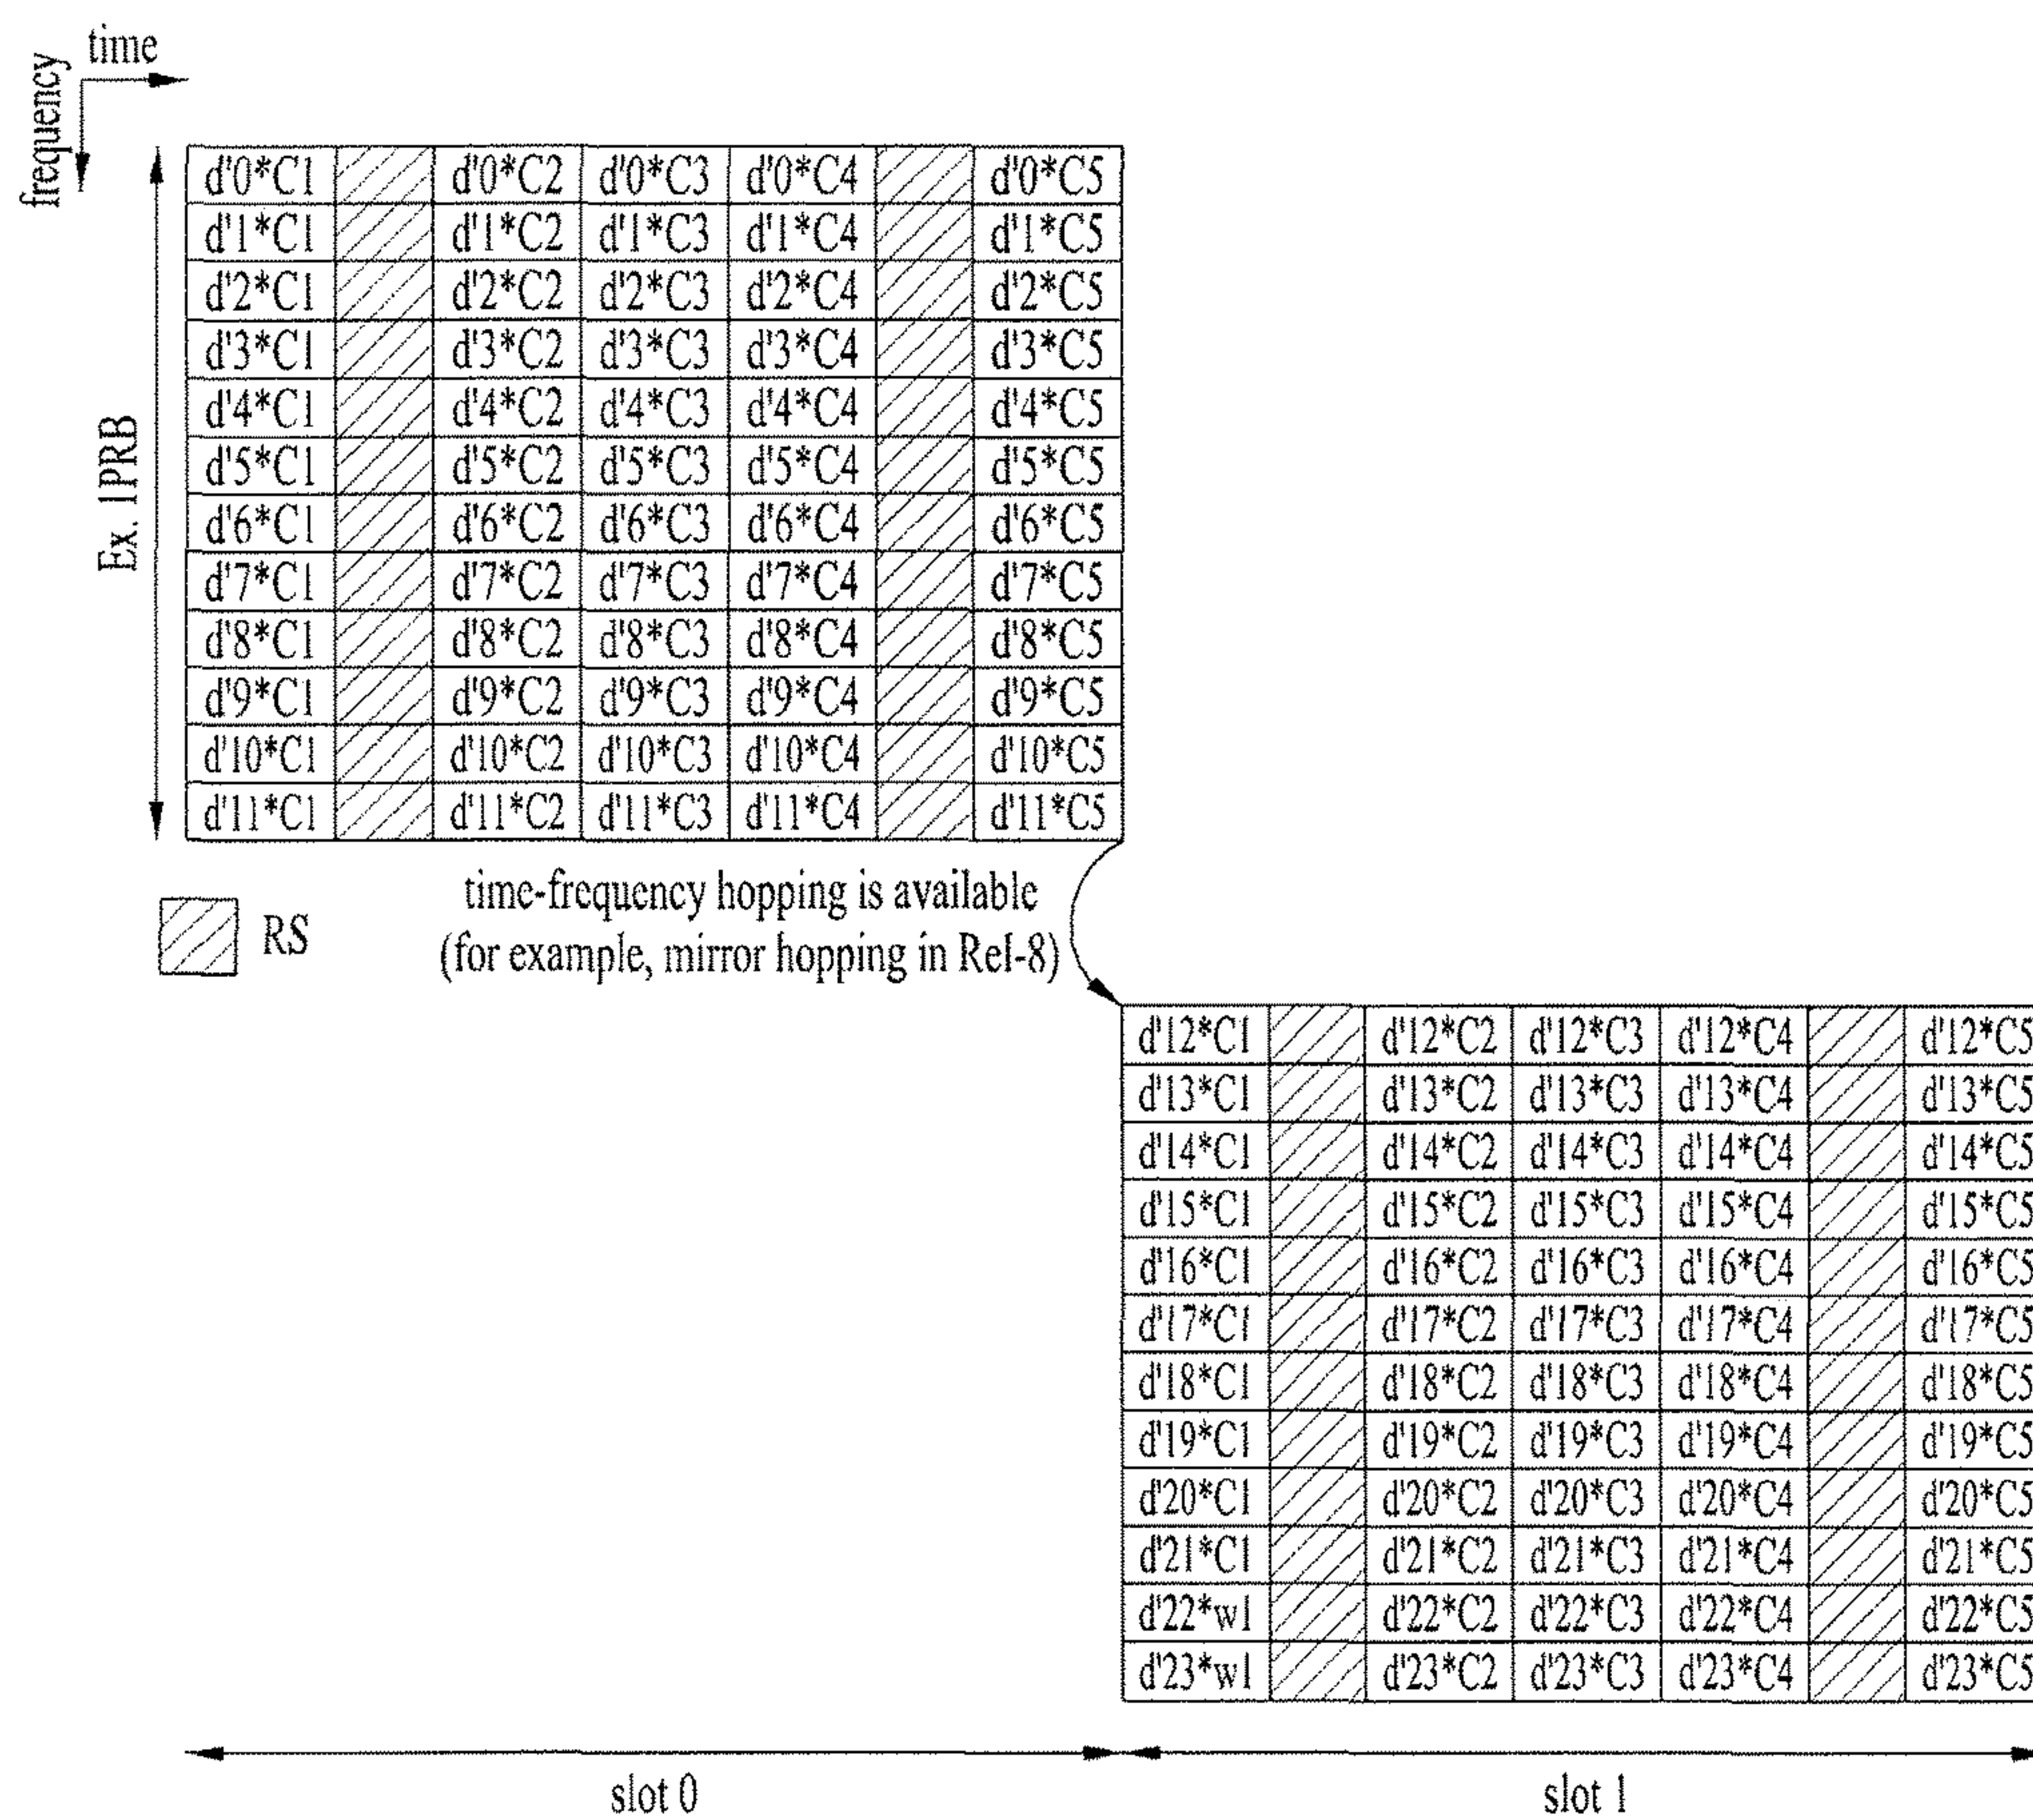 time
frequency
Ex. 1PRB
d'0*C1 d'0*C2 d'0*C3 d'0*C4 d'0*C5
d'1*C1 d'1*C2 d'1*C3 d'1*C4 d'1*C5
d'2*C1 d'2*C2 d'2*C3 d'2*C4 d'2*C5
d'3*C1 d'3*C2 d'3*C3 d'3*C4 d'3*C5
d'4*C1 d'4*C2 d'4*C3 d'4*C4 d'4*C5
d'5*C1 d'5*C2 d'5*C3 d'5*C4 d'5*C5
d'6*C1 d'6*C2 d'6*C3 d'6*C4 d'6*C5
d'7*C1 d'7*C2 d'7*C3 d'7*C4 d'7*C5
d'8*C1 d'8*C2 d'8*C3 d'8*C4 d'8*C5
d'9*C1 d'9*C2 d'9*C3 d'9*C4 d'9*C5
d'10*C1 d'10*C2 d'10*C3 d'10*C4 d'10*C5
d'11*C1 d'11*C2 d'11*C3 d'11*C4 d'11*C5
RS
time-frequency hopping is available
(for example, mirror hopping in Rel-8)
d'12*C1 d'12*C2 d'12*C3 d'12*C4 d'12*C5
d'13*C1 d'13*C2 d'13*C3 d'13*C4 d'13*C5
d'14*C1 d'14*C2 d'14*C3 d'14*C4 d'14*C5
d'15*C1 d'15*C2 d'15*C3 d'15*C4 d'15*C5
d'16*C1 d'16*C2 d'16*C3 d'16*C4 d'16*C5
d'17*C1 d'17*C2 d'17*C3 d'17*C4 d'17*C5
d'18*C1 d'18*C2 d'18*C3 d'18*C4 d'18*C5
d'19*C1 d'19*C2 d'19*C3 d'19*C4 d'19*C5
d'20*C1 d'20*C2 d'20*C3 d'20*C4 d'20*C5
d'21*C1 d'21*C2 d'21*C3 d'21*C4 d'21*C5
d'22*w1 d'22*C2 d'22*C3 d'22*C4 d'22*C5
d'23*w1 d'23*C2 d'23*C3 d'23*C4 d'23*C5
slot 0
slot 1